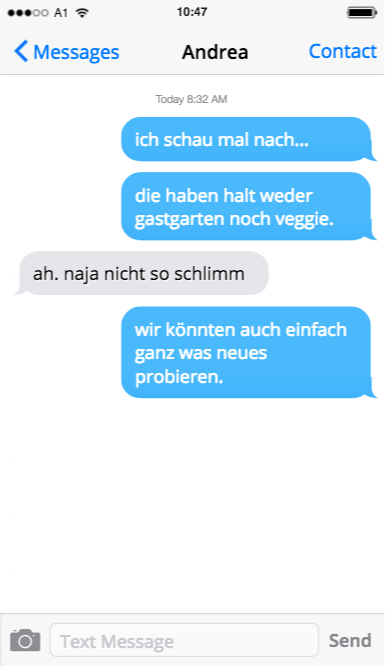 A1 10:47
Messages Andrea Contact
Today 8:32 AM
ich schau mal nach...
die haben halt weder
gastgarten noch veggie.
ah. naja nicht so schlimm
wir könnten auch einfach
ganz was neues
probieren.
Text Message Send